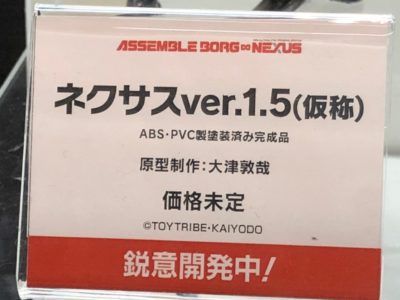 ASSEMBLE BORG∞NEXUS
ネクサスver.1.5(仮称)
ABS・PVC製塗装済み完成品
原型制作:大津敦哉
価格未定
©TOYTRIBE・KAIYODO
鋭意開発中!